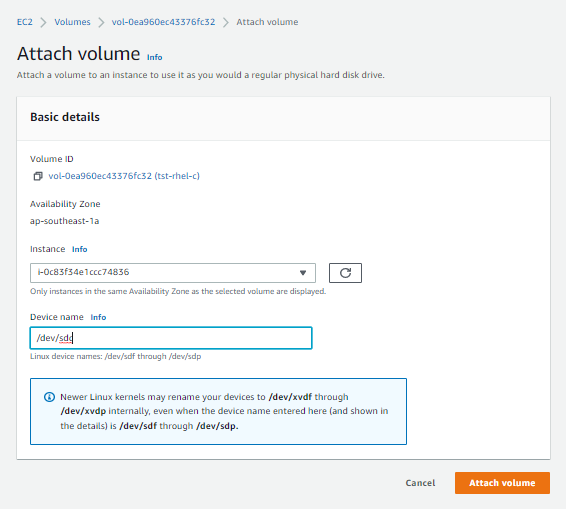 EC2 > Volumes > vol-0ea960ec43376fc32 > Attach volume
Attach volume Info
Attach a volume to an instance to use it as you would a regular physical hard disk drive.
Basic details
Volume ID
vol-0ea960ec43376fc32 (tst-rhel-c)
Availability Zone
ap-southeast-1a
Instance Info
i-0c83f34e1ccc74836
Only instances in the same Availability Zone as the selected volume are displayed.
Device name Info
/dev/sdc
Linux device names: /dev/sdf through /dev/sdp
Newer Linux kernels may rename your devices to /dev/xvdf through
/dev/xvdp internally, even when the device name entered here (and shown in
the details) is /dev/sdf through /dev/sdp.
Cancel Attach volume